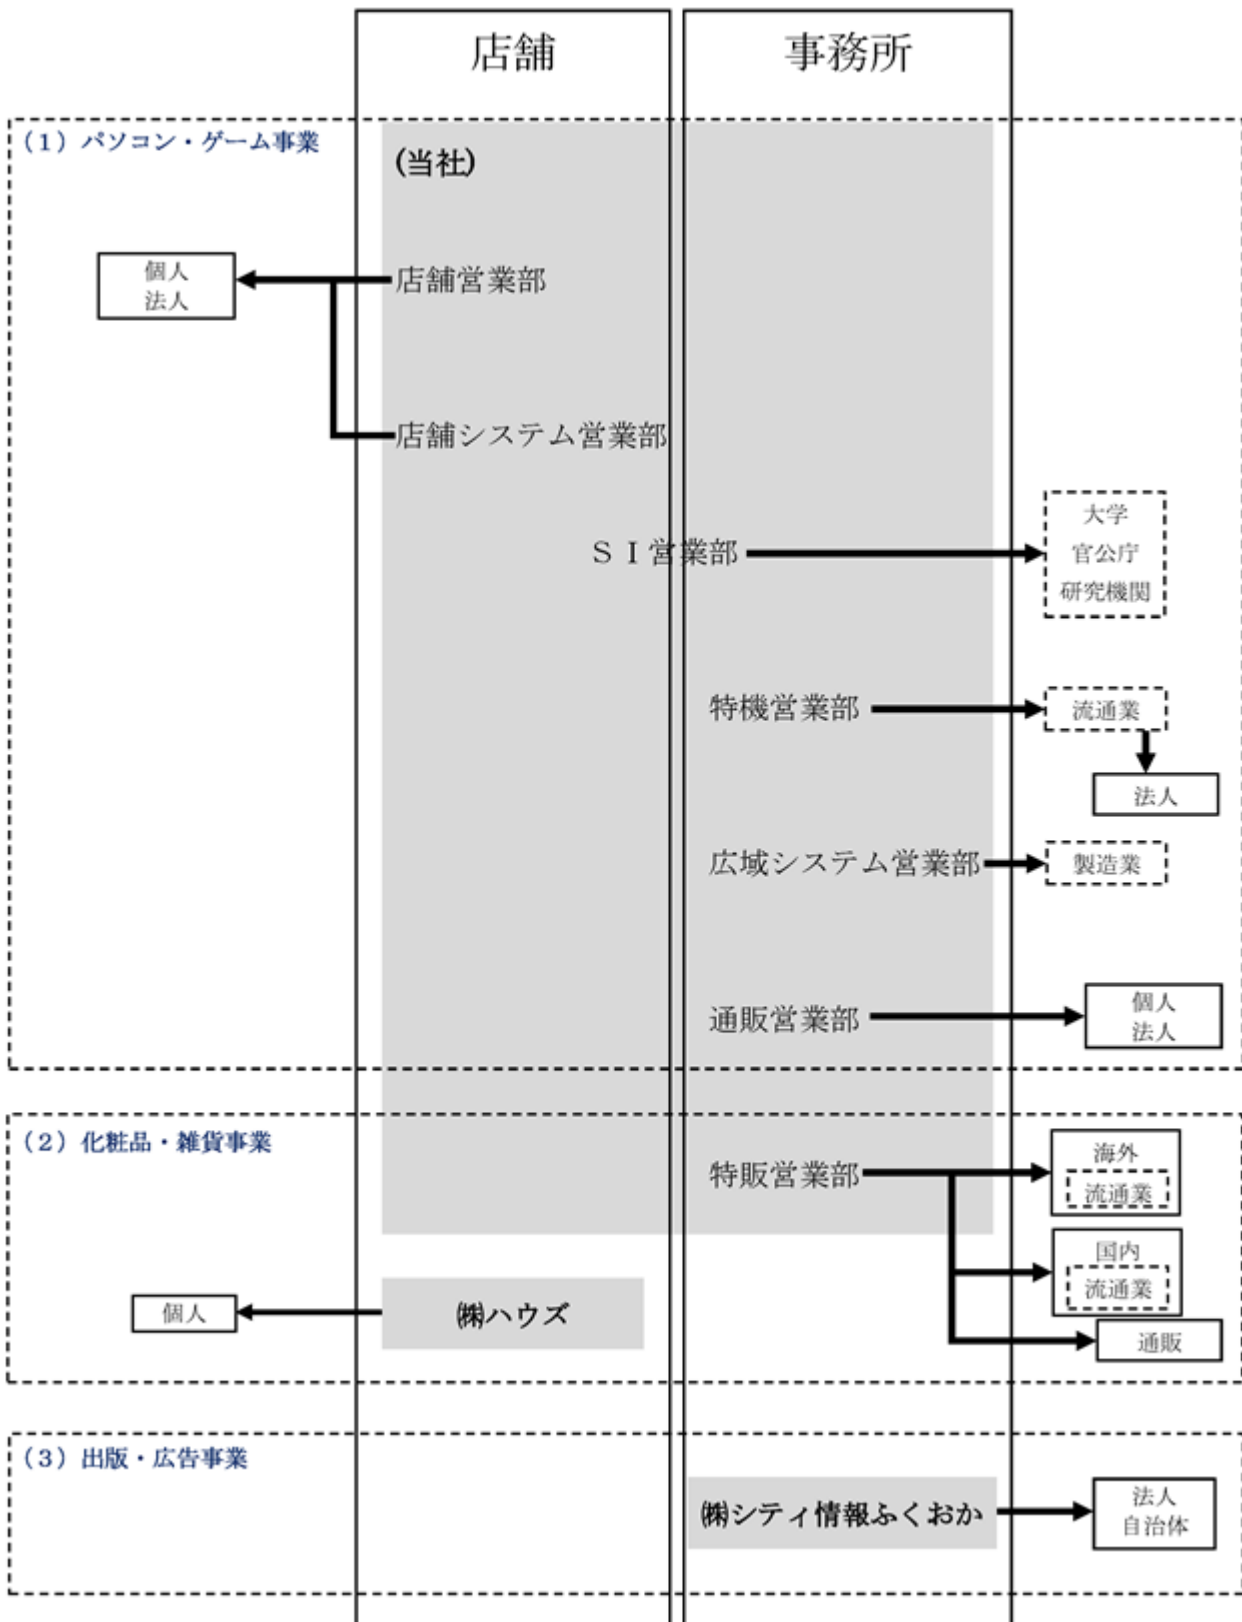 店舗
事務所
（1）パソコン・ゲーム事業
(当社)
個人
法人
店舗営業部
店舗システム営業部
ＳＩ営業部
大学
官公庁
研究機関
特機営業部
流通業
法人
広域システム営業部
製造業
通販営業部
個人
法人
（2）化粧品・雑貨事業
特販営業部
海外
流通業
国内
流通業
通販
個人
㈱ハウズ
（3）出版・広告事業
㈱シティ情報ふくおか
法人
自治体